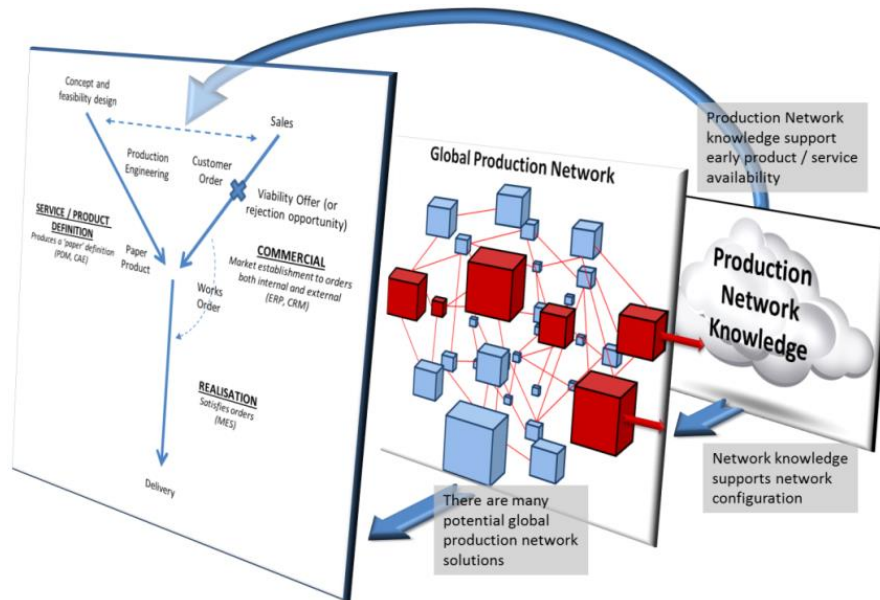 Concept and
feasibility design
Sales
Production
Engineering
Customer
Order
Viability Offer (or
rejection opportunity)
SERVICE / PRODUCT
DEFINITION
Produces a 'paper' definition
(PDM, CAE)
Paper
Product
COMMERCIAL
Market establishment to orders
both internal and external
(ERP, CRM)
Works
Order
REALISATION
Satisfies orders
(MES)
Delivery
Global Production Network
There are many
potential global
production network
solutions
Production Network
knowledge support
early product / service
availability
Production
Network
Knowledge
Network knowledge
supports network
configuration